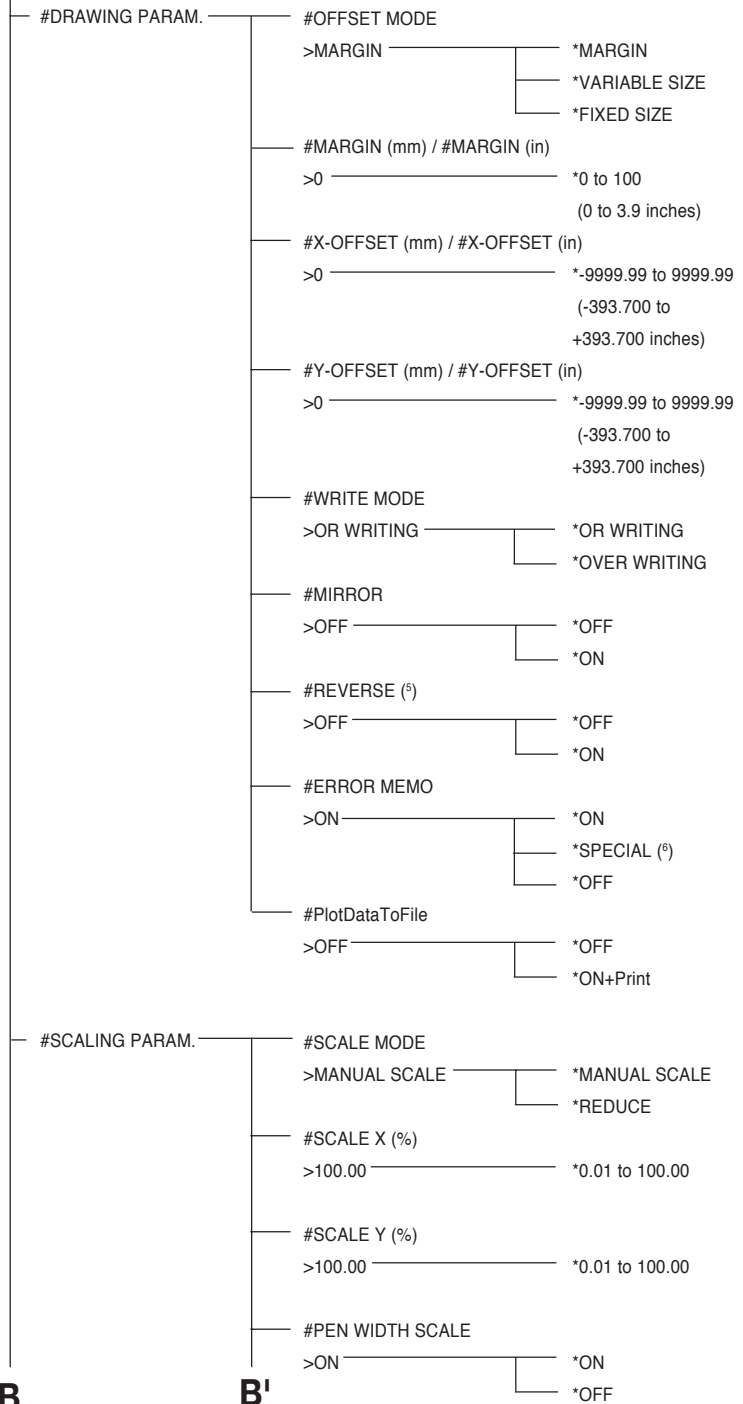 #DRAWING PARAM. #OFFSET MODE
>MARGIN *MARGIN
*VARIABLE SIZE
*FIXED SIZE
#MARGIN (mm) / #MARGIN (in)
>0 *0 to 100
(0 to 3.9 inches)
#X-OFFSET (mm) / #X-OFFSET (in)
>0 *-9999.99 to 9999.99
(-393.700 to
+393.700 inches)
#Y-OFFSET (mm) / #Y-OFFSET (in)
>0 *-9999.99 to 9999.99
(-393.700 to
+393.700 inches)
#WRITE MODE
>OR WRITING *OR WRITING
*OVER WRITING
#MIRROR
>OFF *OFF
*ON
#REVERSE (⁵)
>OFF *OFF
*ON
#ERROR MEMO
>ON *ON
*SPECIAL (⁶)
*OFF
#PlotDataToFile
>OFF *OFF
*ON+Print
#SCALING PARAM. #SCALE MODE
>MANUAL SCALE *MANUAL SCALE
*REDUCE
#SCALE X (%)
>100.00 *0.01 to 100.00
#SCALE Y (%)
>100.00 *0.01 to 100.00
#PEN WIDTH SCALE
>ON *ON
B B' *OFF